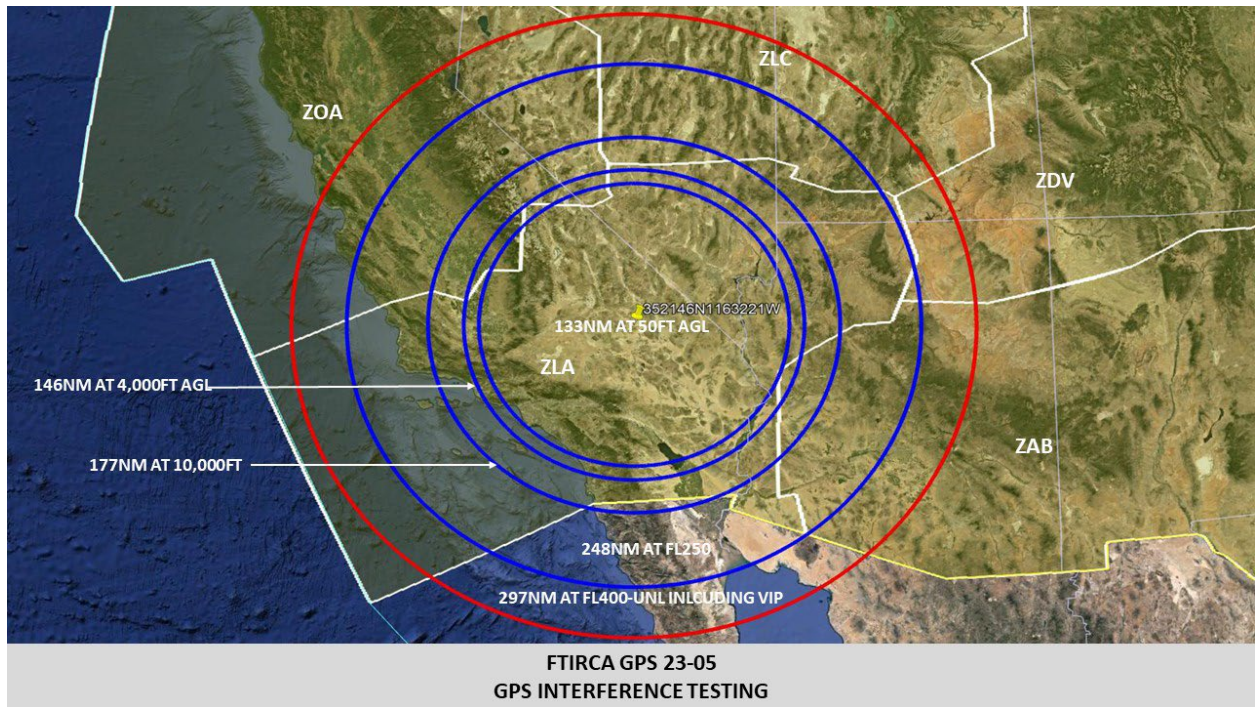 ZLC
ZOA
ZDV
352146N1163221W
133NM AT 50FT AGL
ZLA
146NM AT 4,000FT AGL
ZAB
177NM AT 10,000FT
248NM AT FL250
297NM AT FL400-UNL INLCUDING VIP
FTIRCA GPS 23-05
GPS INTERFERENCE TESTING